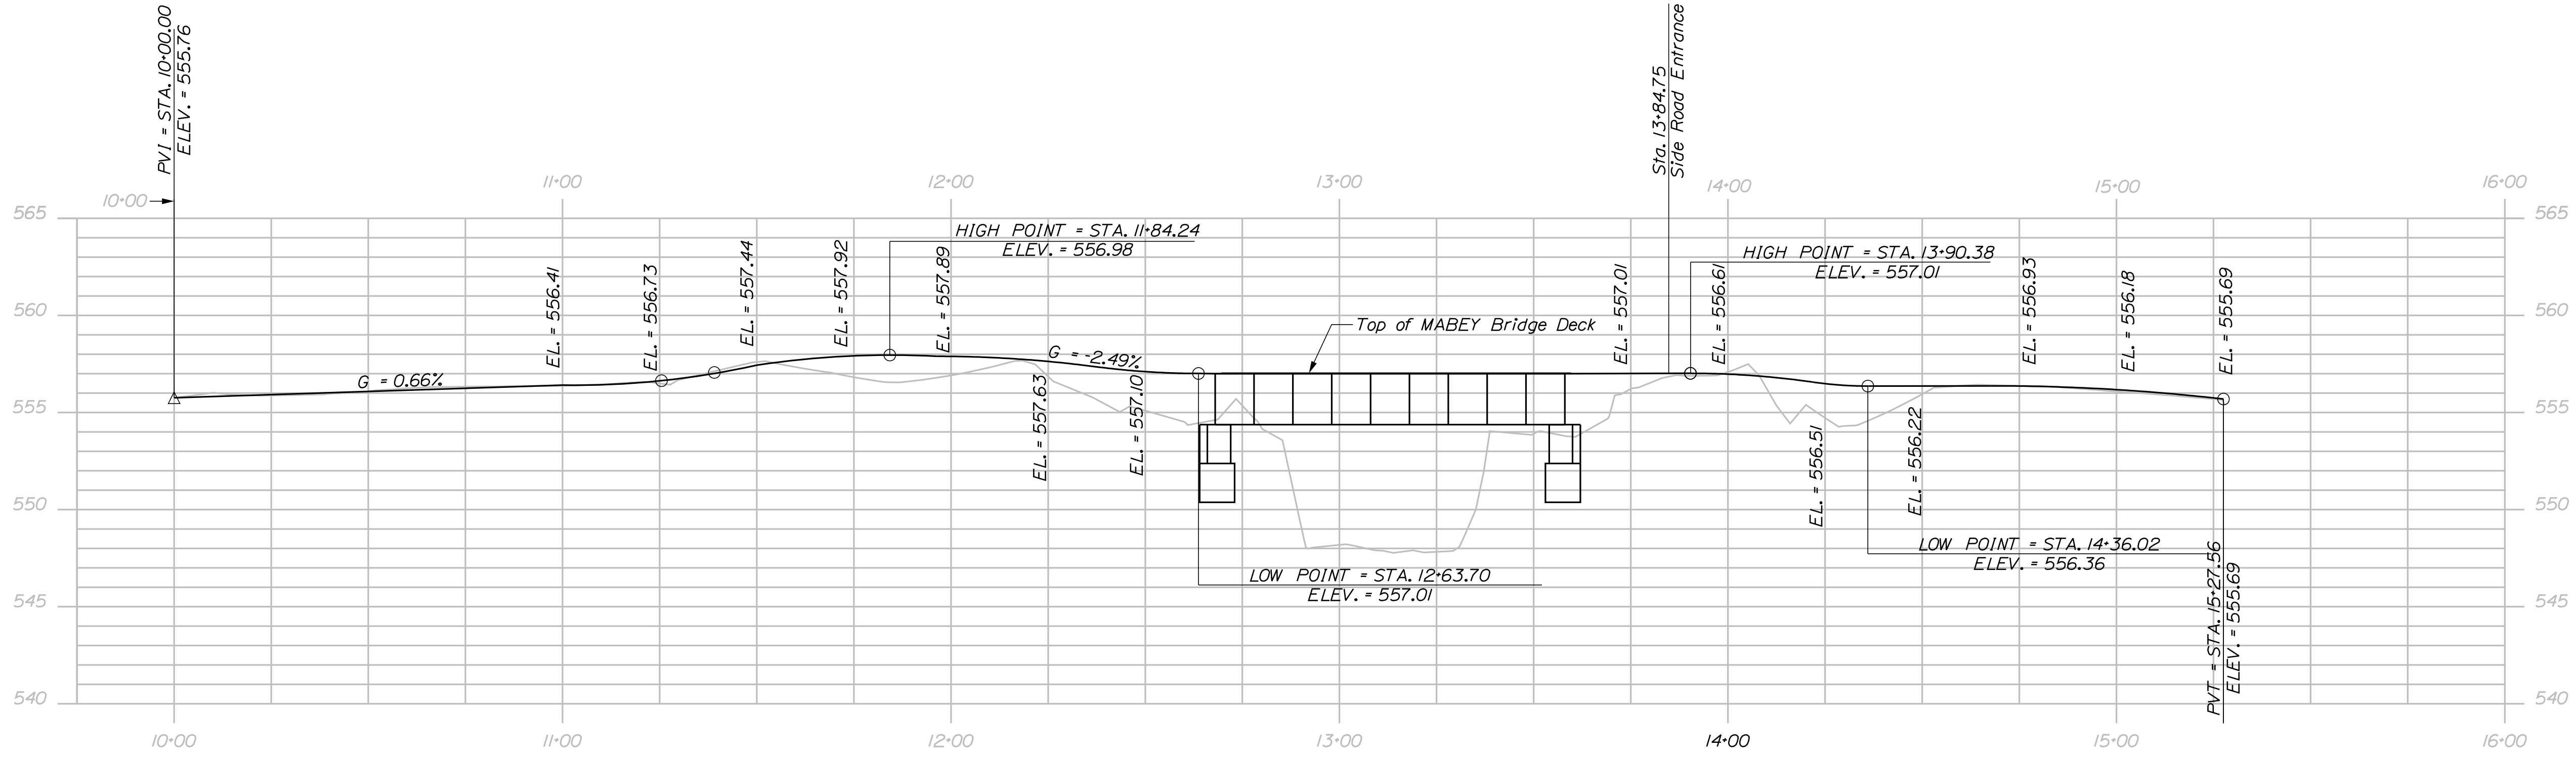 PVI = STA. 10+00.00
ELEV. = 555.76
Sta. 13+84.75
Side Road Entrance
10+00
11+00
12+00
13+00
14+00
15+00
16+00
565
565
HIGH POINT = STA. 11+84.24
ELEV. = 556.98
HIGH POINT = STA. 13+90.38
ELEV. = 557.01
EL. = 556.41
EL. = 556.73
EL. = 557.44
EL. = 557.92
EL. = 557.89
EL. = 557.01
EL. = 556.61
EL. = 556.93
EL. = 556.18
EL. = 555.69
560
560
Top of MABEY Bridge Deck
G = 0.66%
G = -2.49%
EL. = 557.63
EL. = 557.10
555
555
EL. = 556.51
EL. = 556.22
550
550
LOW POINT = STA. 14+36.02
ELEV. = 556.36
LOW POINT = STA. 12+63.70
ELEV. = 557.01
545
545
PVT = STA. 15+27.56
ELEV. = 555.69
540
540
10+00
11+00
12+00
13+00
14+00
15+00
16+00